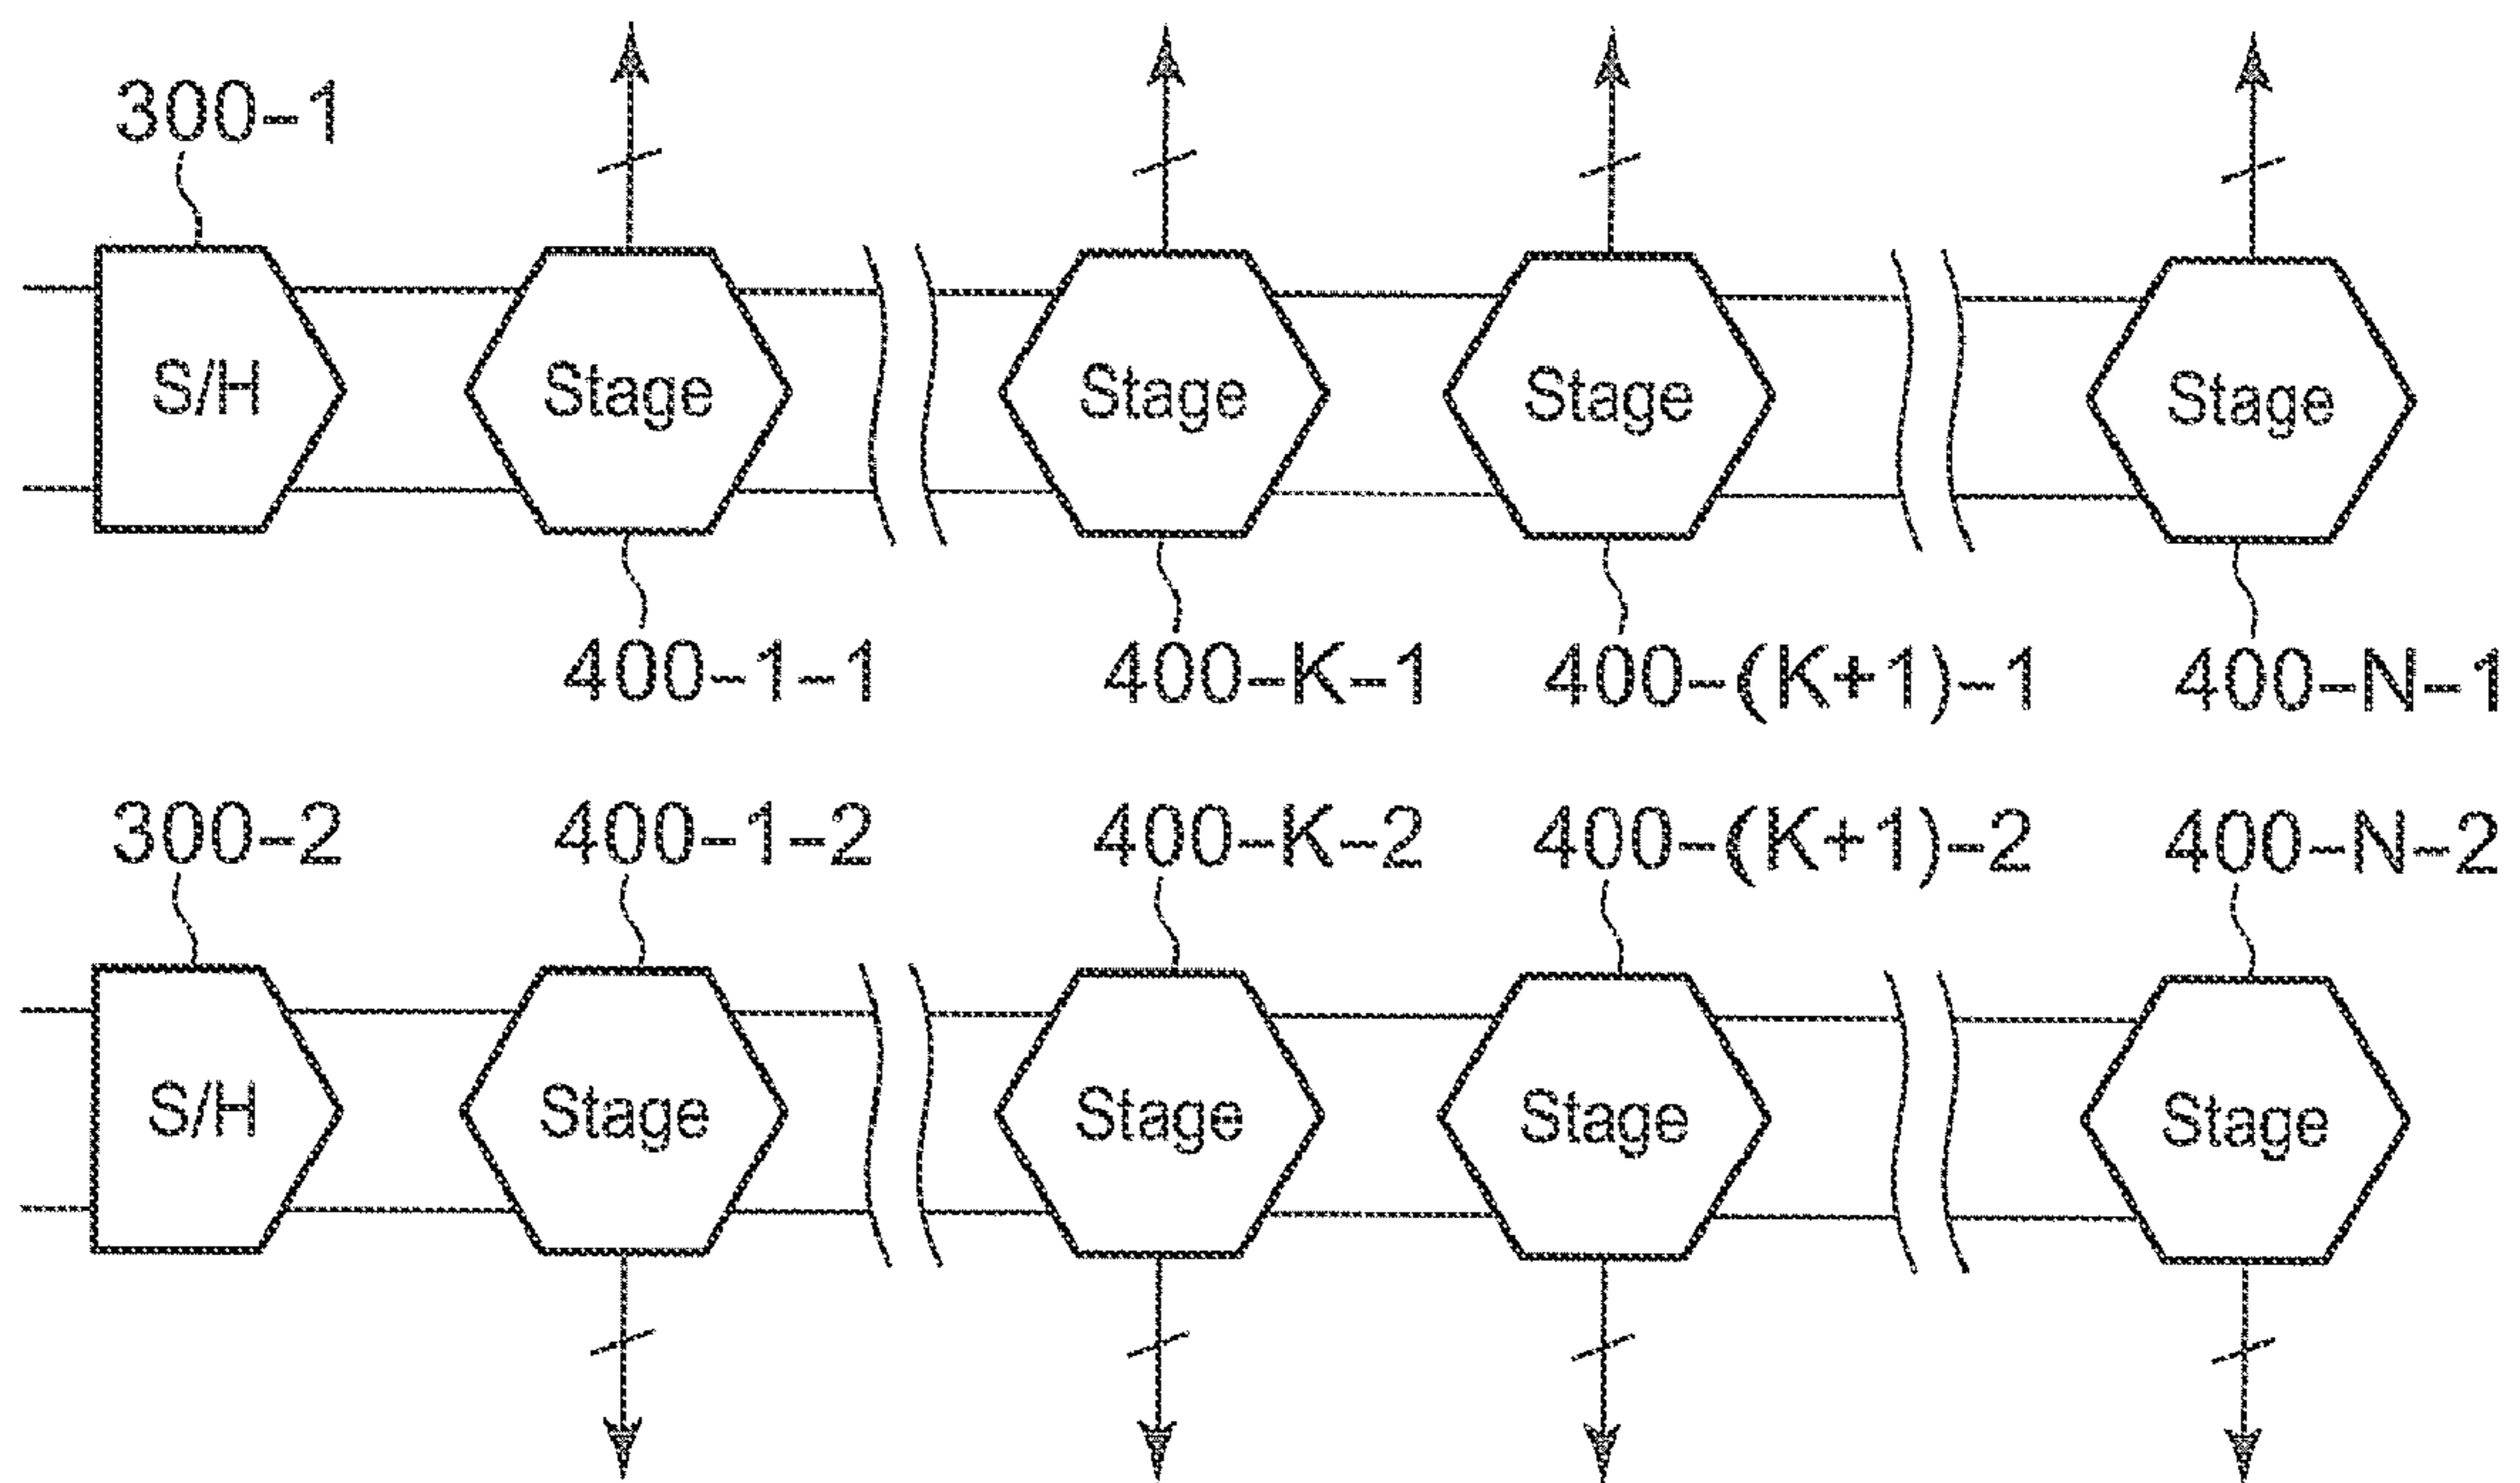 300-1
S/H Stage Stage Stage Stage
400-1-1 400-K-1 400-(K+1)-1 400-N-1
300-2 400-1-2 400-K-2 400-(K+1)-2 400-N-2
S/H Stage Stage Stage Stage